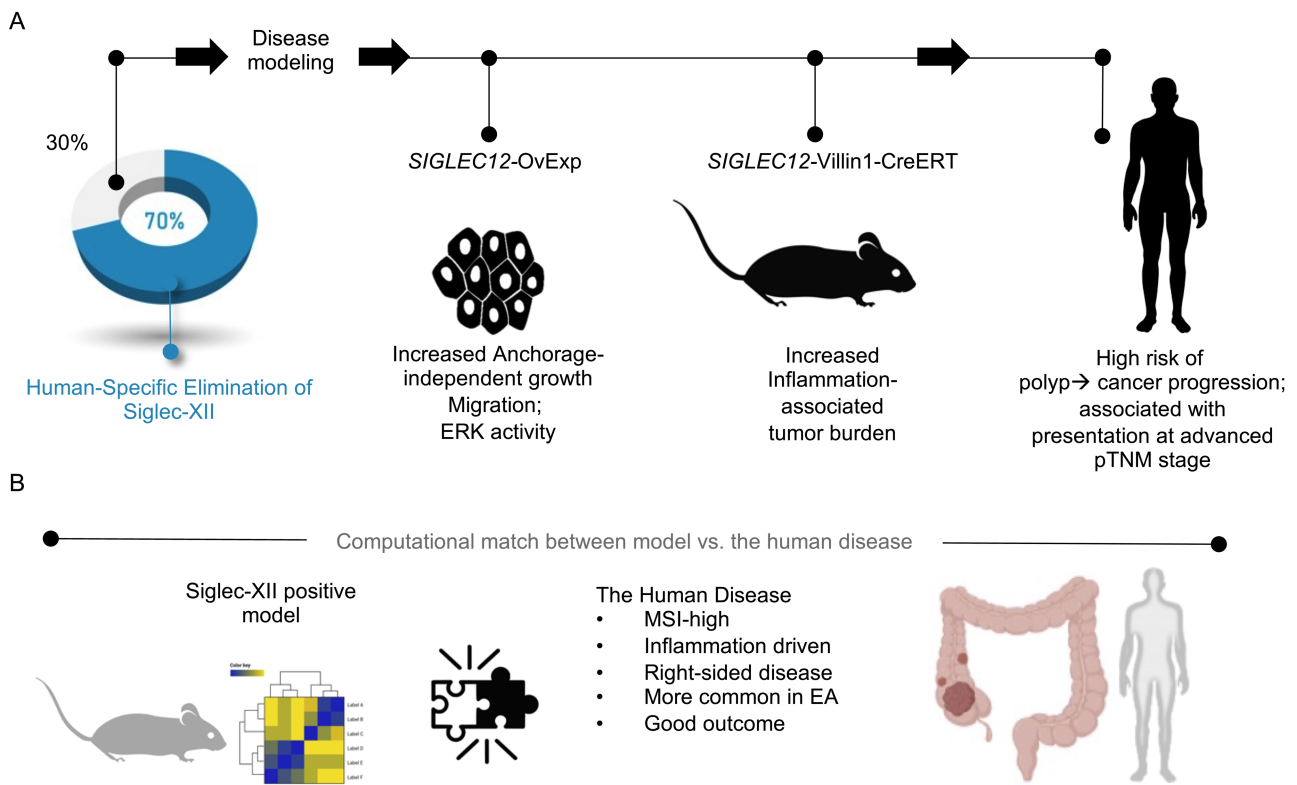 A
Disease
modeling
30%
70%
Human-Specific Elimination of
Siglec-XII
SIGLEC12-OvExp
Increased Anchorage-
independent growth
Migration;
ERK activity
SIGLEC12-Villin1-CreERT
Increased
Inflammation-
associated
tumor burden
High risk of
polyp→ cancer progression;
associated with
presentation at advanced
pTNM stage
B
Computational match between model vs. the human disease
Siglec-XII positive
model
Color key
Label A
Label B
Label C
Label D
Label E
Label F
The Human Disease
• MSI-high
• Inflammation driven
• Right-sided disease
• More common in EA
• Good outcome